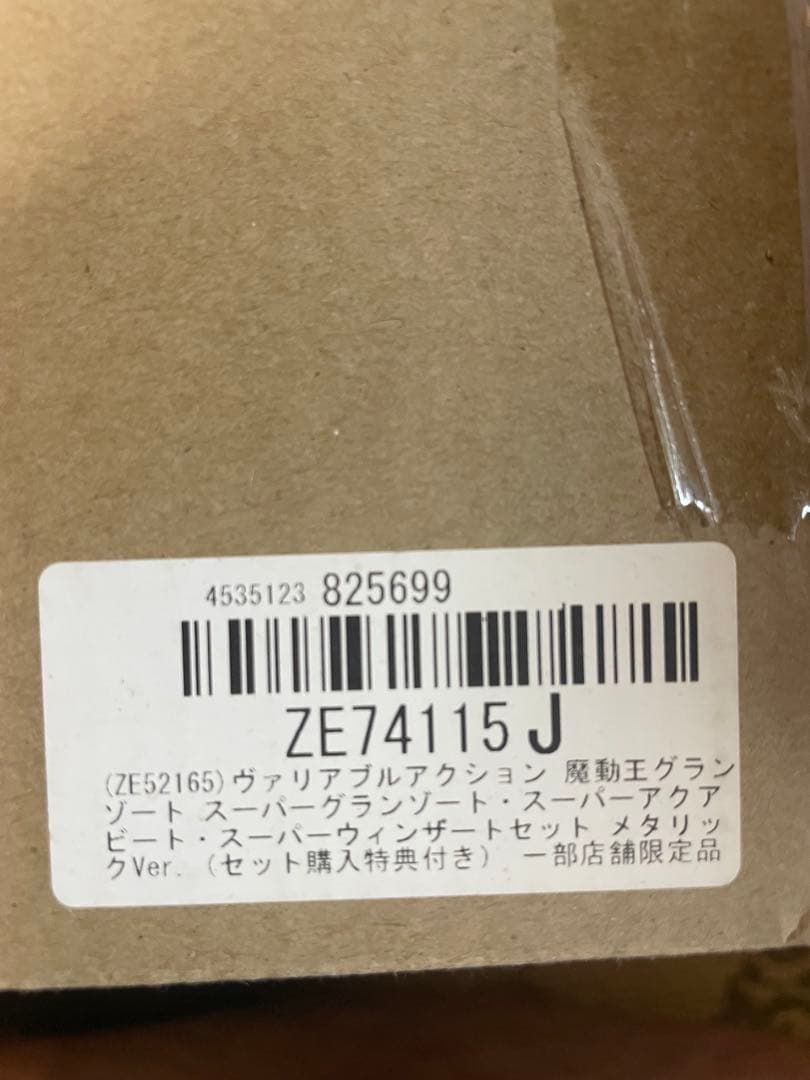 4535123 825699
ZE74115 J
(ZE52165)ヴァリアブルアクション 魔動王グラン
ゾート スーパーグランゾート・スーパーアクア
ビート・スーパーウィンザートセット メタリッ
クVer. (セット購入特典付き) 一部店舗限定品